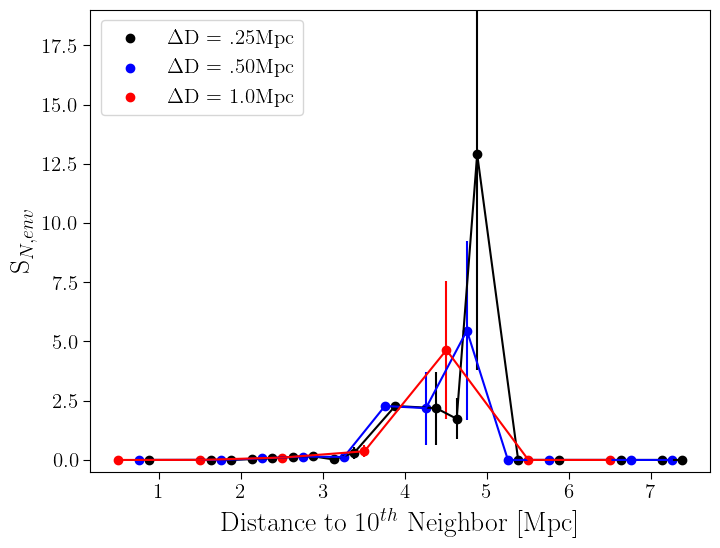 ΔD = .25Mpc
ΔD = .50Mpc
ΔD = 1.0Mpc
17.5
15.0
12.5
10.0
7.5
5.0
2.5
0.0
S_{N,env}
1 2 3 4 5 6 7
Distance to 10^{th} Neighbor [Mpc]